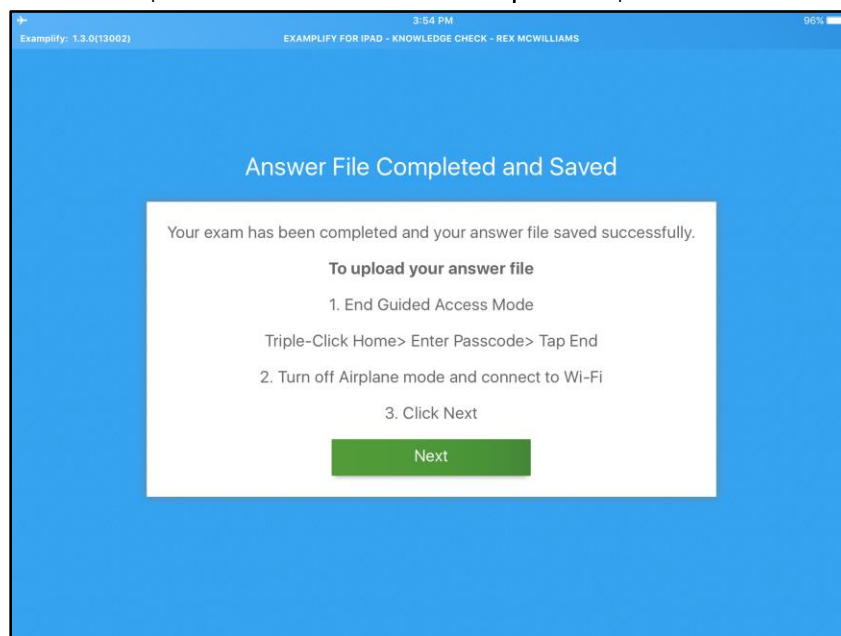 3:54 PM
96%
Examplify: 1.3.0(13002)
EXAMPLIFY FOR IPAD - KNOWLEDGE CHECK - REX MCWILLIAMS
Answer File Completed and Saved
Your exam has been completed and your answer file saved successfully.
To upload your answer file
1. End Guided Access Mode
Triple-Click Home> Enter Passcode> Tap End
2. Turn off Airplane mode and connect to Wi-Fi
3. Click Next
Next